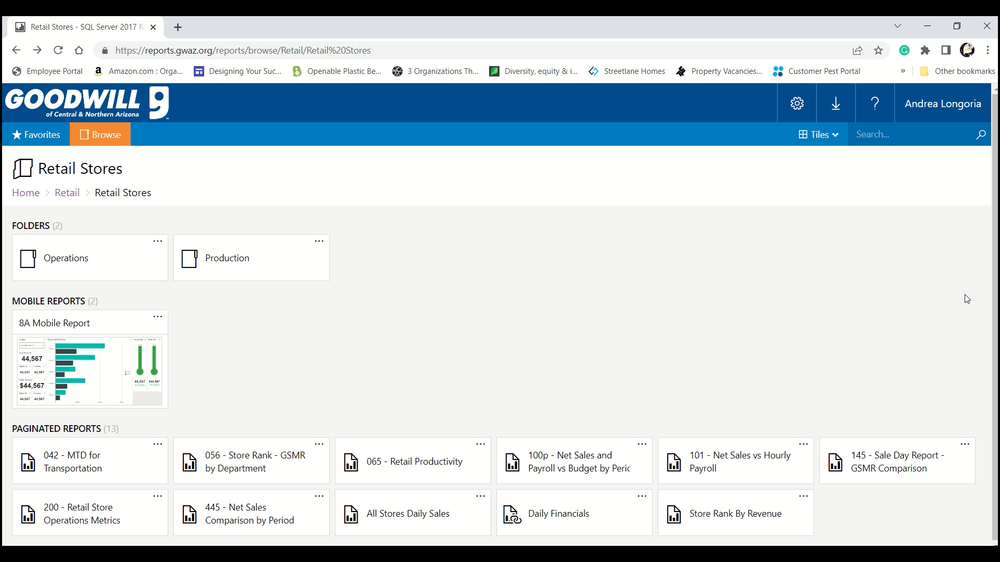 Retail Stores - SQL Server 2017 R
https://reports.gwaz.org/reports/browse/Retail/Retail%20Stores
Employee Portal
Amazon.com : Orga...
Designing Your Suc...
Openable Plastic Be...
3 Organizations Th...
Diversity, equity & i...
Streetlane Homes
Property Vacancies...
Customer Pest Portal
»
Other bookmarks
GOODWILL
of Central & Northern Arizona
Andrea Longoria
Favorites
Browse
Tiles
Search...
Retail Stores
Home > Retail > Retail Stores
FOLDERS (2)
Operations
Production
MOBILE REPORTS (2)
8A Mobile Report
44,567
44,567 44,567
$44,567
44,567 44,567
44,567 $44,567
PAGINATED REPORTS (13)
042 - MTD for
Transportation
056 - Store Rank - GSMR
by Department
065 - Retail Productivity
100p - Net Sales and
Payroll vs Budget by Peric
101 - Net Sales vs Hourly
Payroll
145 - Sale Day Report -
GSMR Comparison
200 - Retail Store
Operations Metrics
445 - Net Sales
Comparison by Period
All Stores Daily Sales
Daily Financials
Store Rank By Revenue